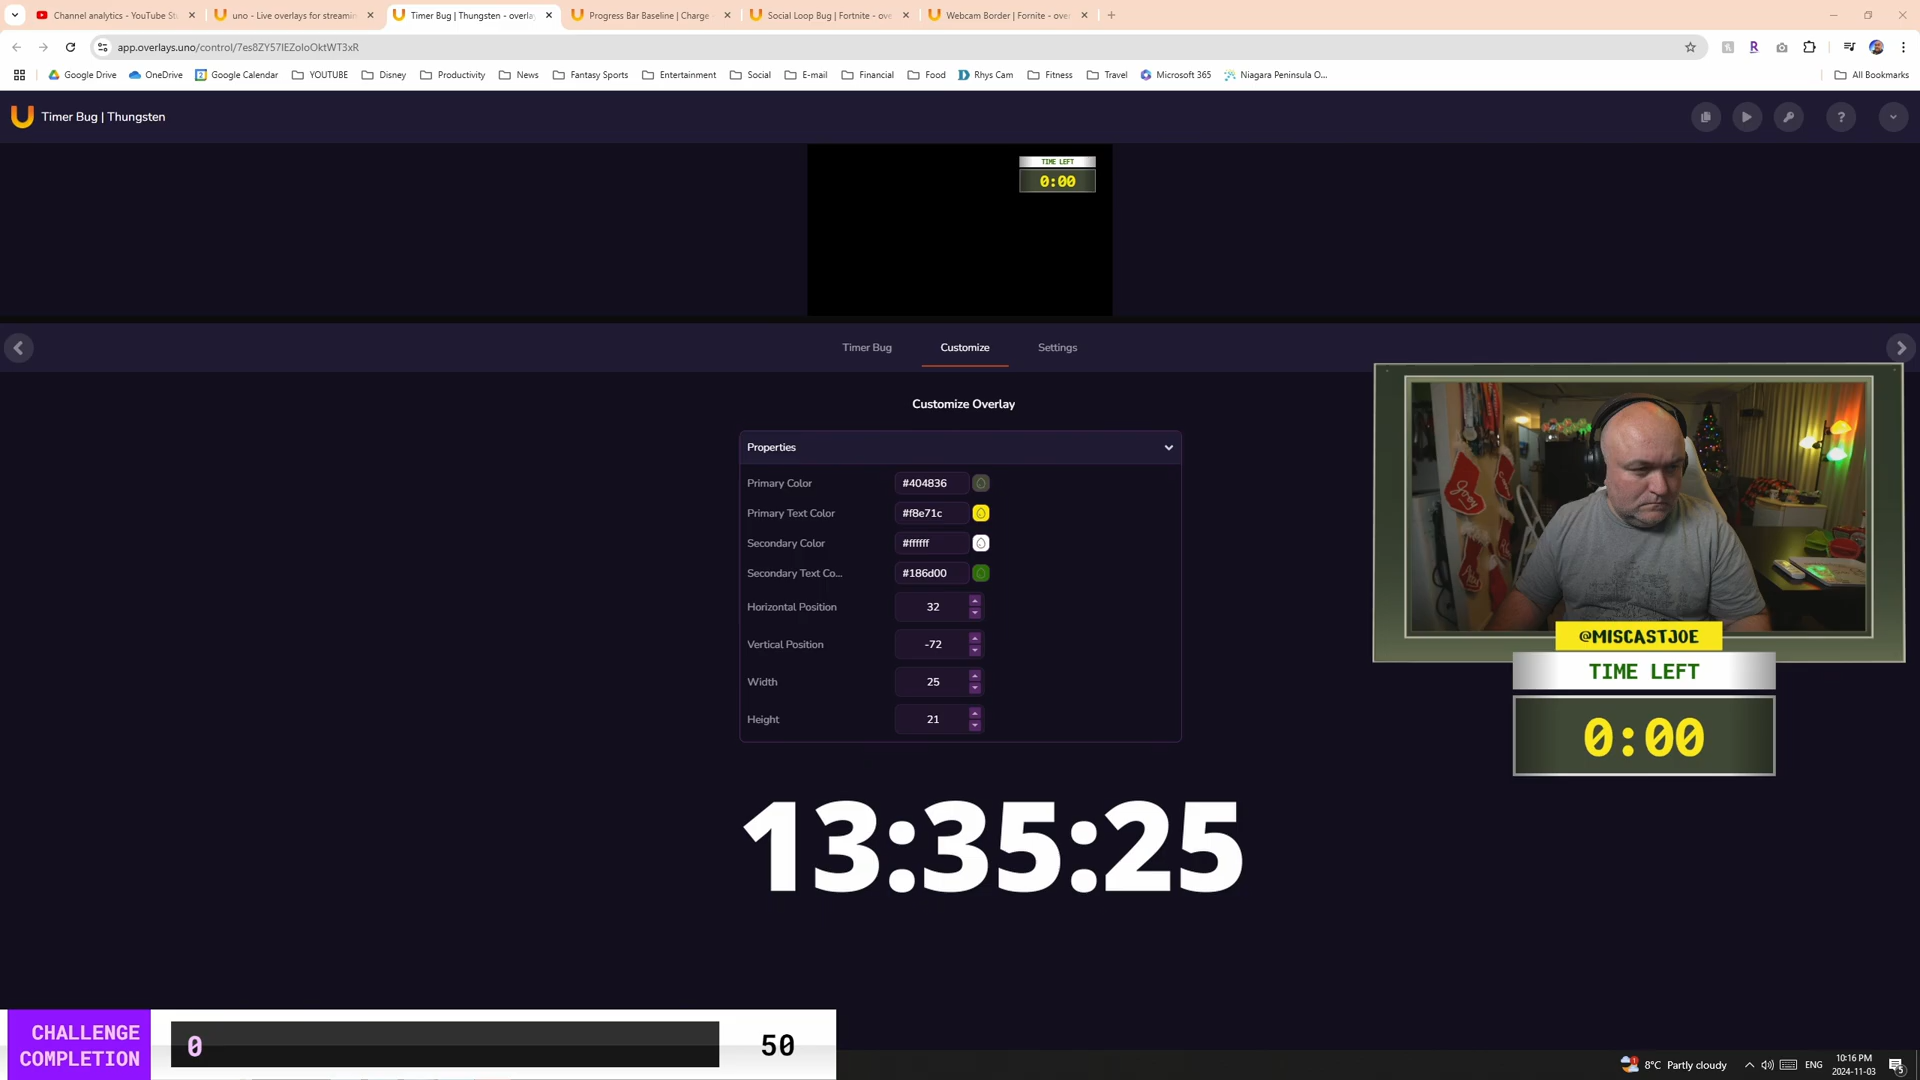 Channel analytics - YouTube St
uno - Live overlays for streamin
Timer Bug | Thungsten - overla
Progress Bar Baseline | Charge
Social Loop Bug | Fortnite - ove
Webcam Border | Fornite - over
app.overlays.uno/control/7es8ZY57IEZoIoOktWT3xR
Google Drive
OneDrive
Google Calendar
YOUTUBE
Disney
Productivity
News
Fantasy Sports
Entertainment
Social
E-mail
Financial
Food
Rhys Cam
Fitness
Travel
Microsoft 365
Niagara Peninsula O...
All Bookmarks
Timer Bug | Thungsten
?
TIME LEFT
0:00
Timer Bug
Customize
Settings
Customize Overlay
Properties
Primary Color
#404836
Primary Text Color
#f8e71c
Secondary Color
#ffffff
Secondary Text Co...
#186d00
Horizontal Position
32
Vertical Position
-72
Width
25
Height
21
@MISCASTJOE
TIME LEFT
0:00
13:35:25
CHALLENGE
COMPLETION
0
50
8°C Partly cloudy
ENG
10:16 PM
2024-11-03